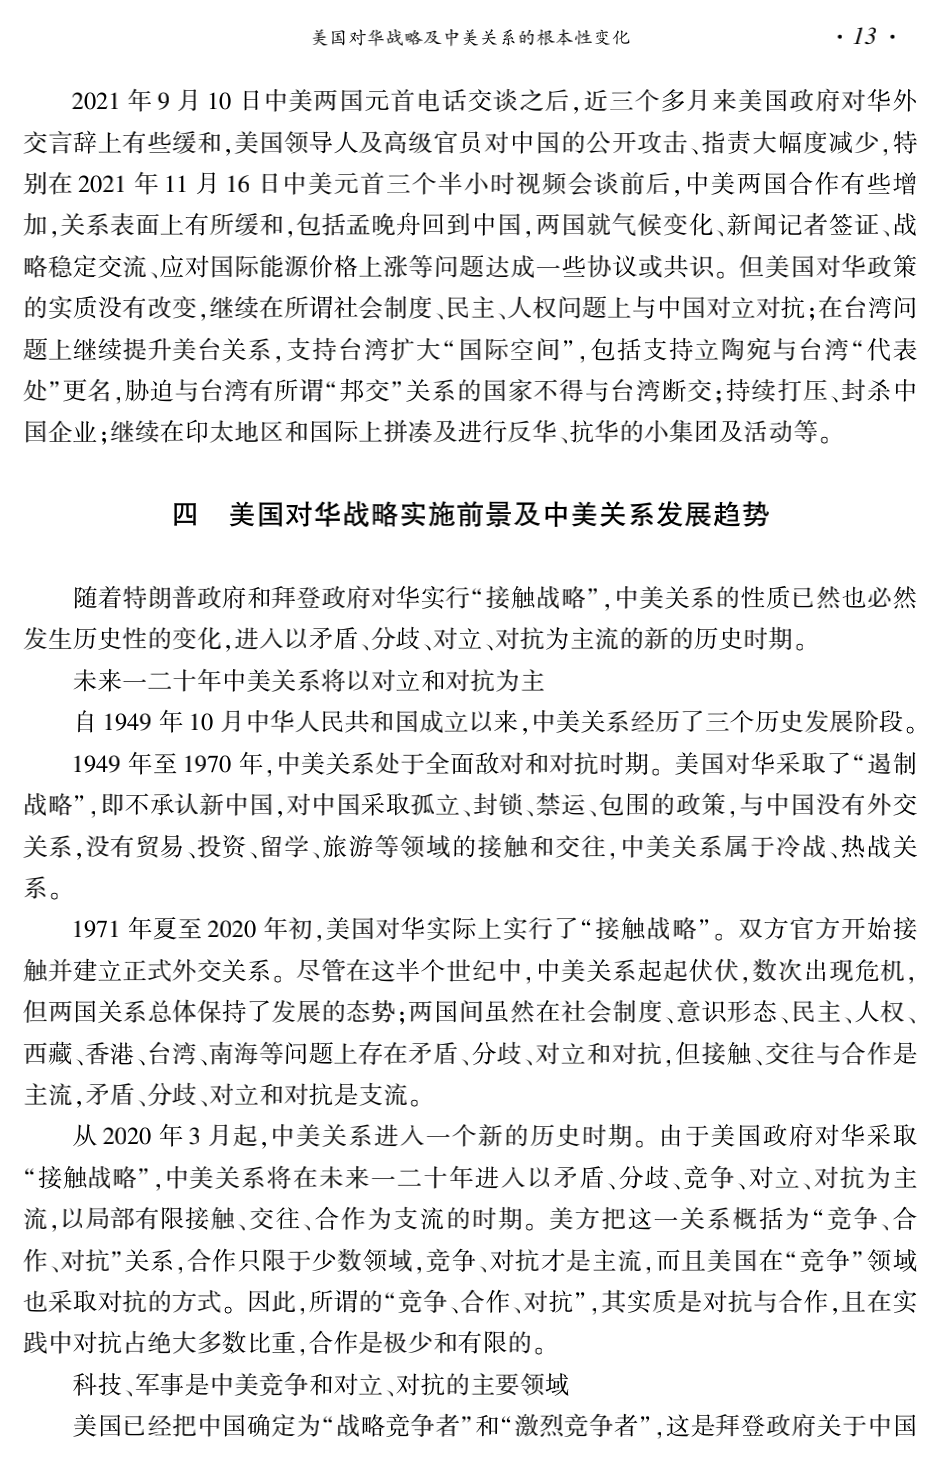 美国对华战略及中美关系的根本性变化 · 13 ·
2021 年 9 月 10 日中美两国元首电话交谈之后,近三个多月来美国政府对华外
交言辞上有些缓和,美国领导人及高级官员对中国的公开攻击、指责大幅度减少,特
别在 2021 年 11 月 16 日中美元首三个半小时视频会谈前后,中美两国合作有些增
加,关系表面上有所缓和,包括孟晚舟回到中国,两国就气候变化、新闻记者签证、战
略稳定交流、应对国际能源价格上涨等问题达成一些协议或共识。但美国对华政策
的实质没有改变,继续在所谓社会制度、民主、人权问题上与中国对立对抗;在台湾问
题上继续提升美台关系,支持台湾扩大“国际空间”,包括支持立陶宛与台湾“代表
处”更名,胁迫与台湾有所谓“邦交”关系的国家不得与台湾断交;持续打压、封杀中
国企业;继续在印太地区和国际上拼凑及进行反华、抗华的小集团及活动等。
四 美国对华战略实施前景及中美关系发展趋势
随着特朗普政府和拜登政府对华实行“接触战略”,中美关系的性质已然也必然
发生历史性的变化,进入以矛盾、分歧、对立、对抗为主流的新的历史时期。
未来一二十年中美关系将以对立和对抗为主
自 1949 年 10 月中华人民共和国成立以来,中美关系经历了三个历史发展阶段。
1949 年至 1970 年,中美关系处于全面敌对和对抗时期。美国对华采取了“遏制
战略”,即不承认新中国,对中国采取孤立、封锁、禁运、包围的政策,与中国没有外交
关系,没有贸易、投资、留学、旅游等领域的接触和交往,中美关系属于冷战、热战关
系。
1971 年夏至 2020 年初,美国对华实际上实行了“接触战略”。双方官方开始接
触并建立正式外交关系。尽管在这半个世纪中,中美关系起起伏伏,数次出现危机,
但两国关系总体保持了发展的态势;两国间虽然在社会制度、意识形态、民主、人权、
西藏、香港、台湾、南海等问题上存在矛盾、分歧、对立和对抗,但接触、交往与合作是
主流,矛盾、分歧、对立和对抗是支流。
从 2020 年 3 月起,中美关系进入一个新的历史时期。由于美国政府对华采取
“接触战略”,中美关系将在未来一二十年进入以矛盾、分歧、竞争、对立、对抗为主
流,以局部有限接触、交往、合作为支流的时期。美方把这一关系概括为“竞争、合
作、对抗”关系,合作只限于少数领域,竞争、对抗才是主流,而且美国在“竞争”领域
也采取对抗的方式。因此,所谓的“竞争、合作、对抗”,其实质是对抗与合作,且在实
践中对抗占绝大多数比重,合作是极少和有限的。
科技、军事是中美竞争和对立、对抗的主要领域
美国已经把中国确定为“战略竞争者”和“激烈竞争者”,这是拜登政府关于中国